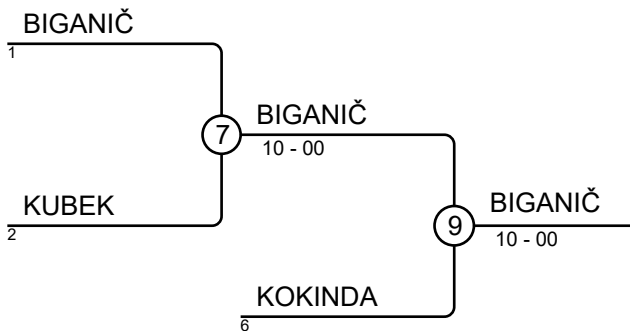 BIGANIČ
1
7
BIGANIČ
10 - 00
KUBEK
2
9
BIGANIČ
10 - 00
KOKINDA
6